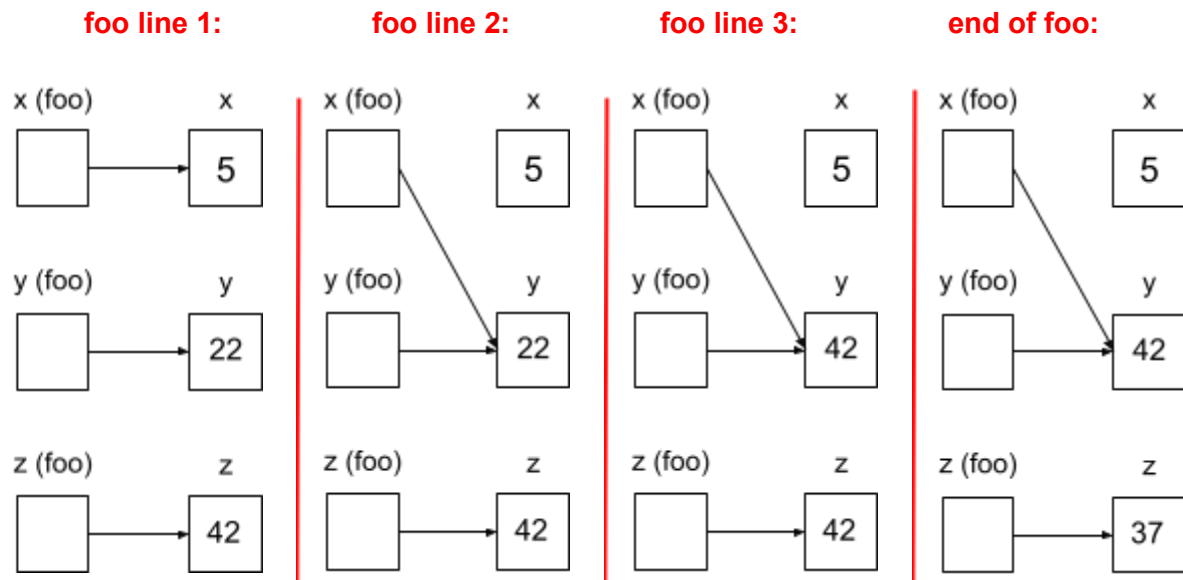 foo line 1: foo line 2: foo line 3: end of foo:
x (foo) x x (foo) x x (foo) x x (foo) x
5 5 5 5
y (foo) y y (foo) y y (foo) y y (foo) y
22 22 42 42
z (foo) z z (foo) z z (foo) z z (foo) z
42 42 42 37